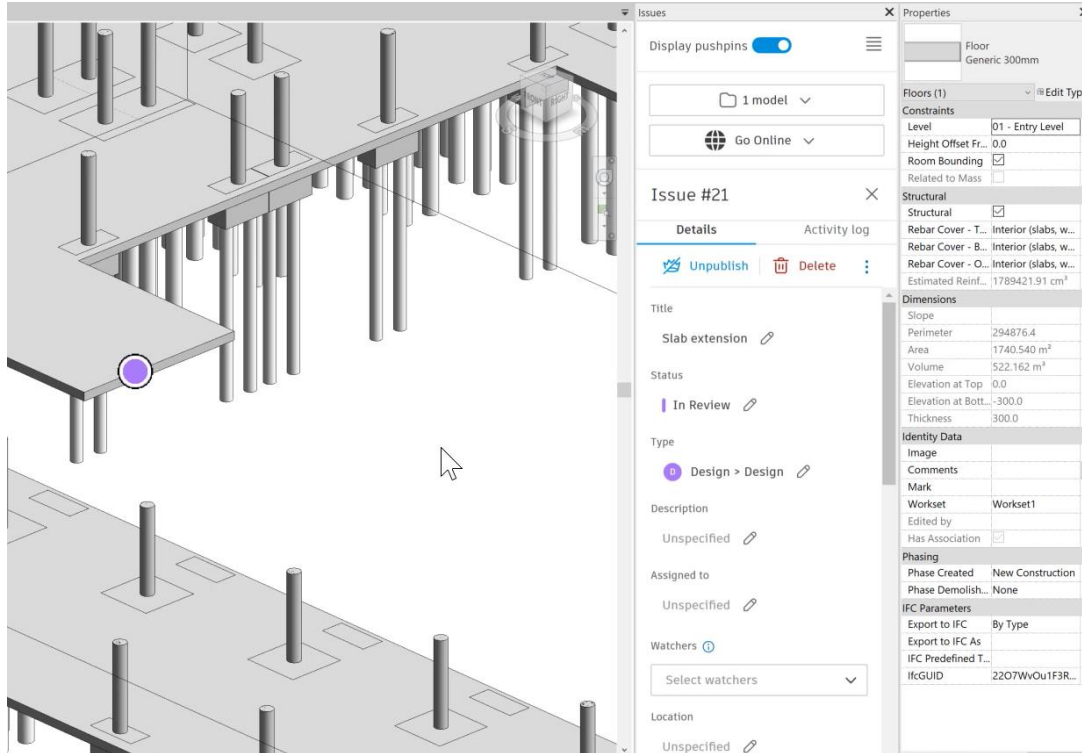 Issues
Display pushpins
1 model
Go Online
Issue #21
Details
Activity log
Unpublish
Delete
Title
Slab extension
Status
In Review
Type
D
Design > Design
Description
Unspecified
Assigned to
Unspecified
Watchers
Select watchers
Location
Unspecified
Properties
Floor
Generic 300mm
Floors (1)
Edit Typ
Constraints
Level 01 - Entry Level
Height Offset Fr... 0.0
Room Bounding
Related to Mass
Structural
Structural
Rebar Cover - T... Interior (slabs, w...
Rebar Cover - B... Interior (slabs, w...
Rebar Cover - O... Interior (slabs, w...
Estimated Reinf... 1789421.91 cm³
Dimensions
Slope
Perimeter 294876.4
Area 1740.540 m²
Volume 522.162 m³
Elevation at Top 0.0
Elevation at Bott... -300.0
Thickness 300.0
Identity Data
Image
Comments
Mark
Workset Workset1
Edited by
Has Association
Phasing
Phase Created New Construction
Phase Demolish... None
IFC Parameters
Export to IFC By Type
Export to IFC As
IFC Predefined T...
IfcGUID 22O7WvOu1F3R...
RIGHT